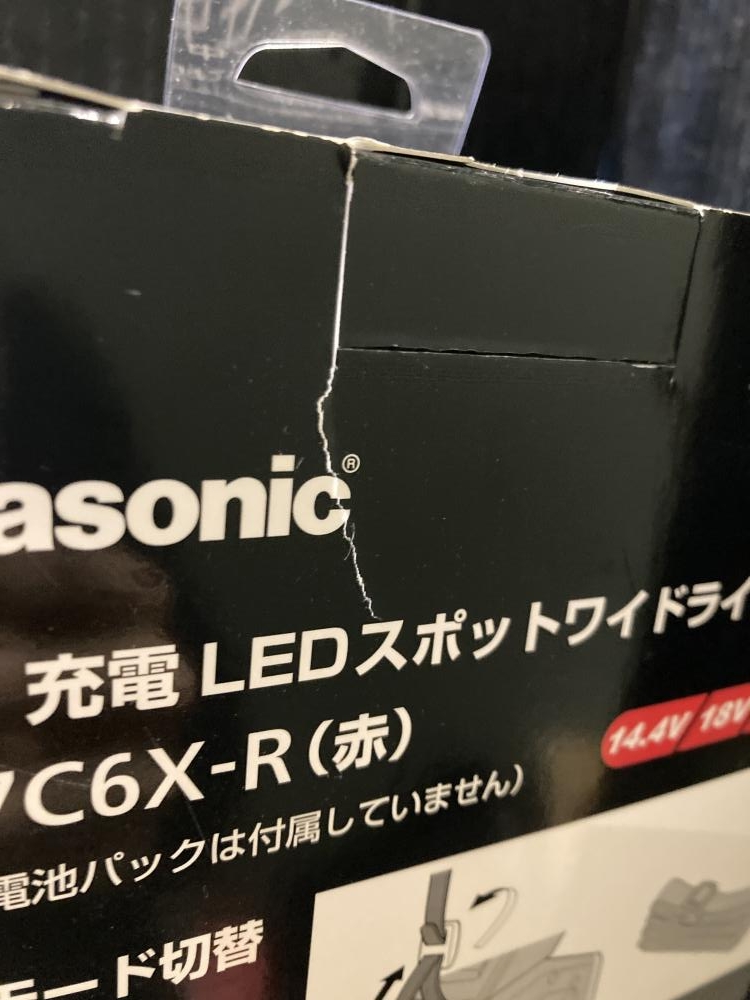 asonic®
充電 LEDスポットワイドライ
C6X-R（赤）
14.4V 18V
電池パックは付属していません）
モード切替